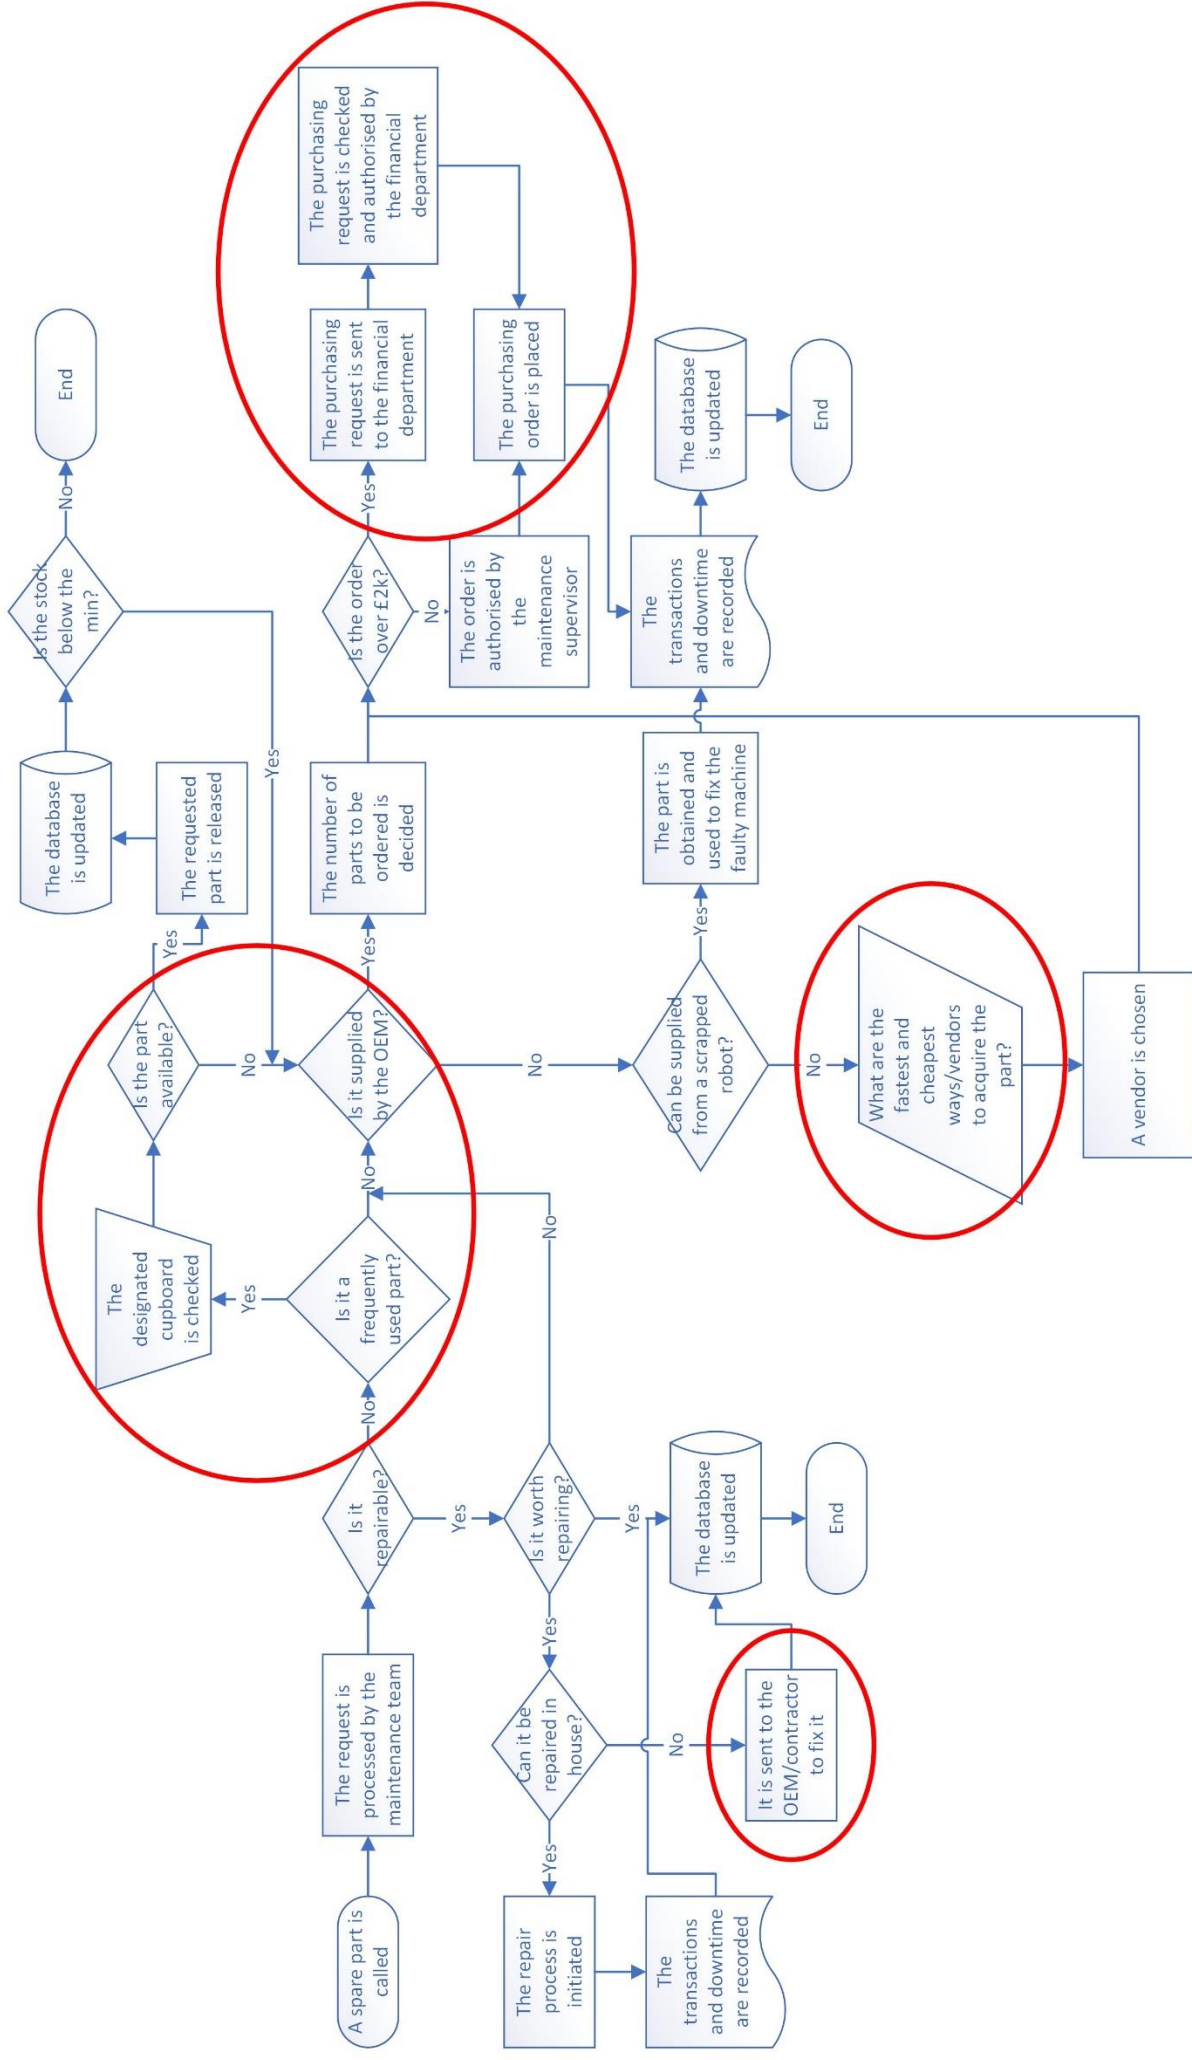 A spare part is
called
The request is
processed by the
maintenance team
Is it
repairable?
No
Yes
Is it a
frequently
used part?
Yes
No
The
designated
cupboard
is checked
Is the part
available?
Yes
No
The requested
part is released
The database
is updated
Is the stock
below the
min?
No
Yes
End
Is it supplied
by the OEM?
Yes
No
The number of
parts to be
ordered is
decided
Is the order
over £2k?
Yes
No
The purchasing
request is sent
to the financial
department
The purchasing
request is checked
and authorised by
the financial
department
The order is
authorised by
the
maintenance
supervisor
The purchasing
order is placed
Is it worth
repairing?
No
Yes
Yes
Can it be
repaired in
house?
Yes
No
The repair
process is
initiated
The
transactions
and downtime
are recorded
It is sent to the
OEM/contractor
to fix it
The database
is updated
End
Can be supplied
from a scrapped
robot?
Yes
No
The part is
obtained and
used to fix the
faulty machine
The
transactions
and downtime
are recorded
The database
is updated
End
What are the
fastest and
cheapest
ways/vendors
to acquire the
part?
A vendor is chosen